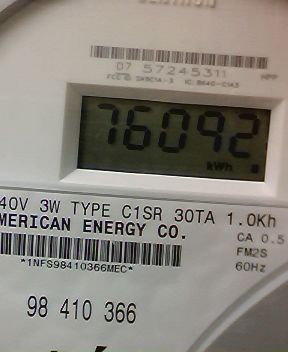 07 57245311
76092
kWh
40V 3W TYPE C1SR 30TA 1.0Kh
MERICAN ENERGY CO.
CA 0.5
FM2S
60Hz
*1NFS98410366MEC*
98 410 366